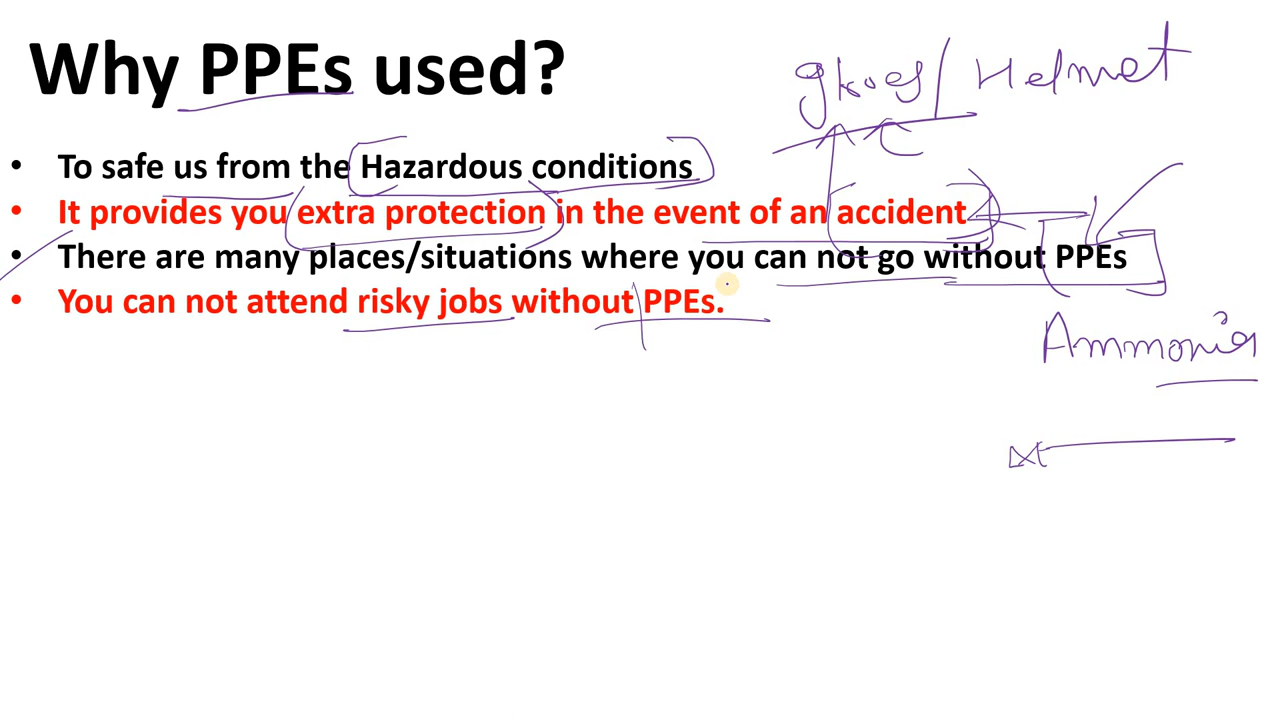 Why PPEs used?
Helmet
• To safe us from the Hazardous conditions
• It provides you extra protection in the event of an accident
• There are many places/situations where you can not go without PPEs
• You can not attend risky jobs without PPEs.
Ammonia